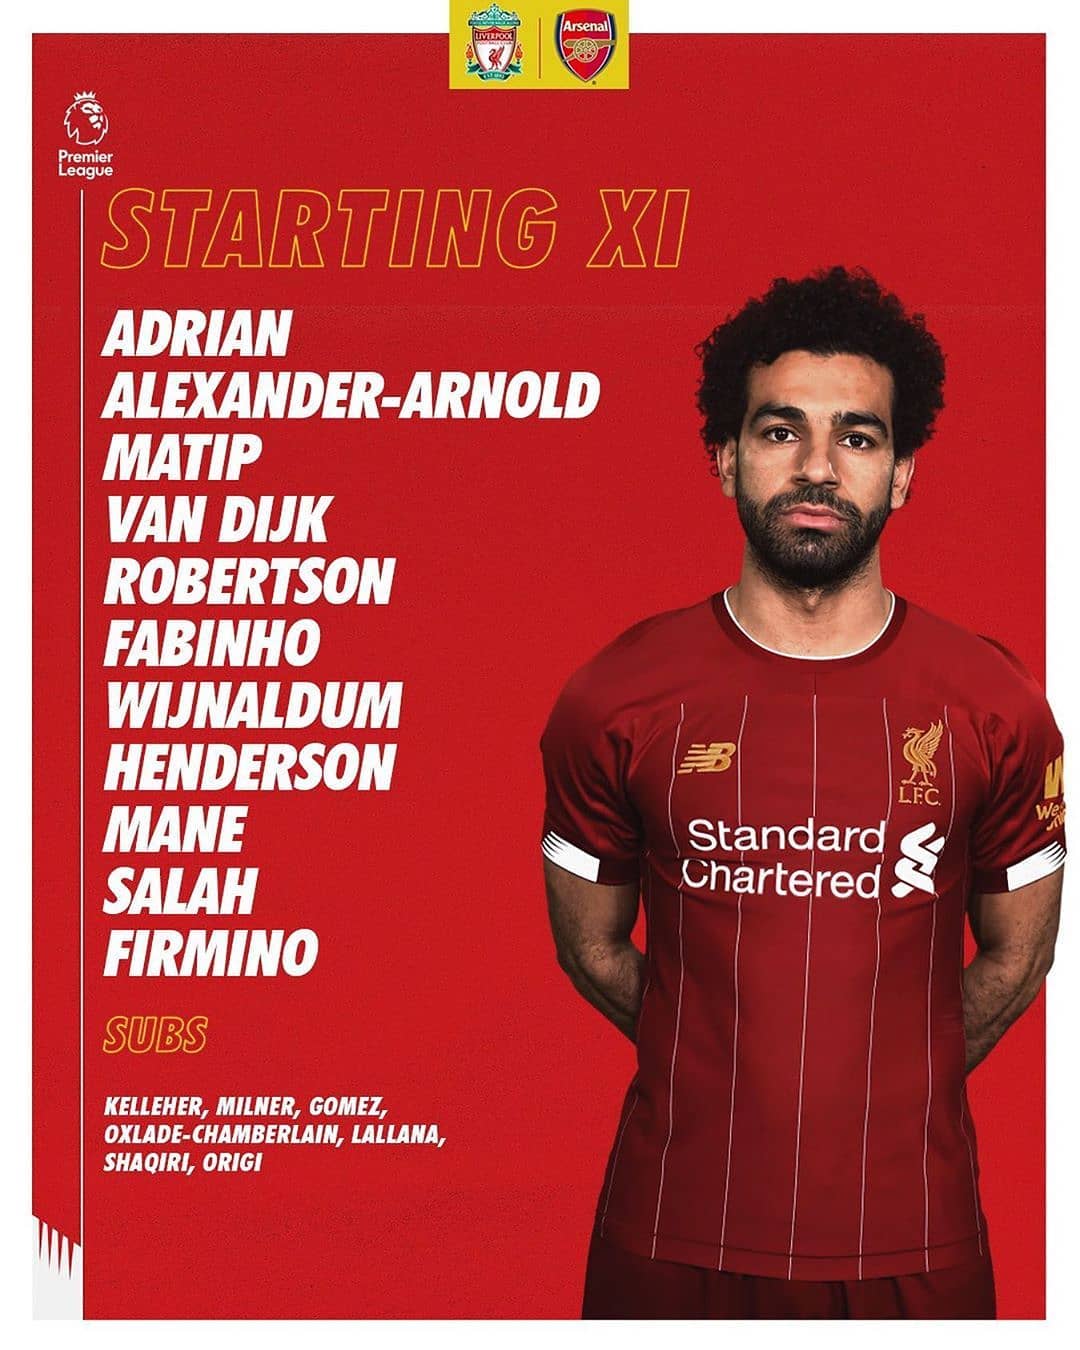 LIVERPOOL
Arsenal
Premier
League
STARTING XI
ADRIAN
ALEXANDER-ARNOLD
MATIP
VAN DIJK
ROBERTSON
FABINHO
WIJNALDUM
HENDERSON
MANE
SALAH
FIRMINO
L.F.C.
Standard
Chartered
SUBS
KELLEHER, MILNER, GOMEZ,
OXLADE-CHAMBERLAIN, LALLANA,
SHAQIRI, ORIGI